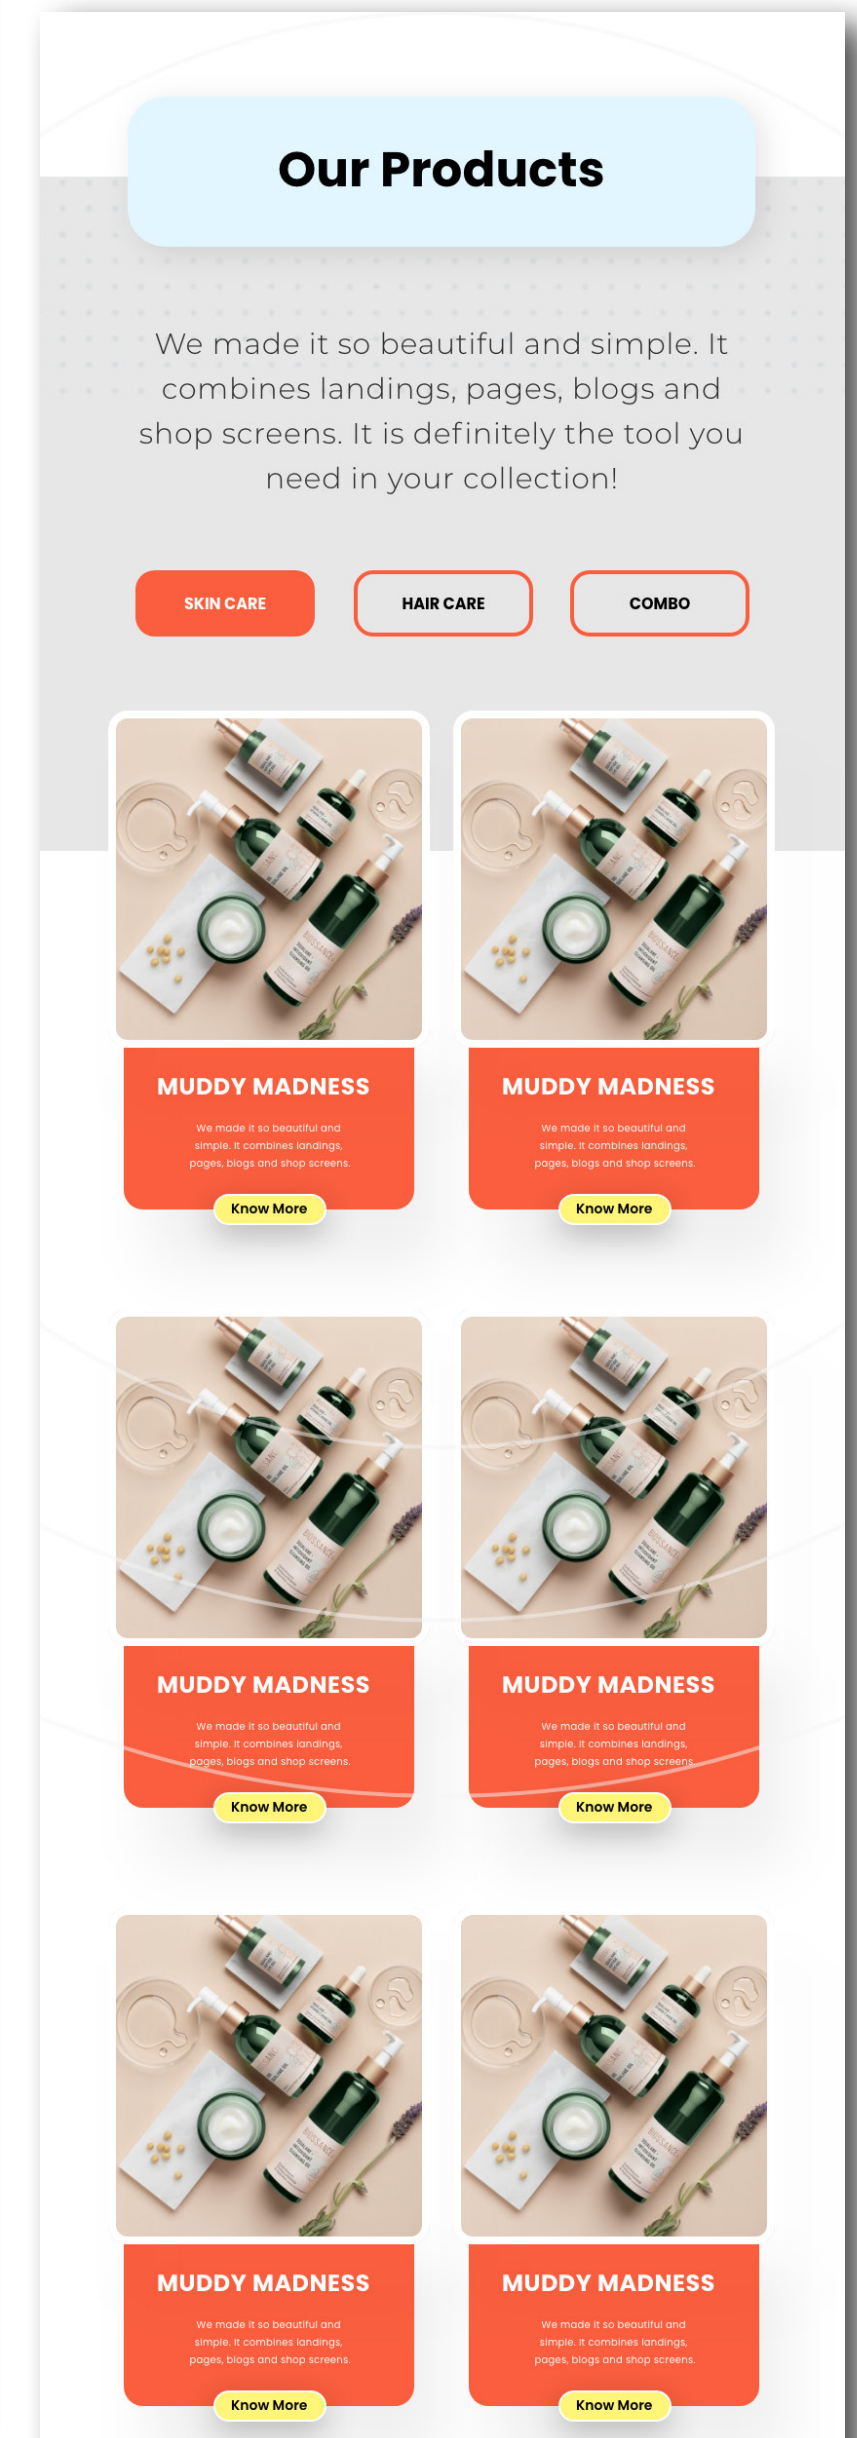 Our Products
We made it so beautiful and simple. It
combines landings, pages, blogs and
shop screens. It is definitely the tool you
need in your collection!
SKIN CARE HAIR CARE COMBO
MUDDY MADNESS
We made it so beautiful and
simple. It combines landings,
pages, blogs and shop screens.
Know More
MUDDY MADNESS
We made it so beautiful and
simple. It combines landings,
pages, blogs and shop screens.
Know More
MUDDY MADNESS
We made it so beautiful and
simple. It combines landings,
pages, blogs and shop screens.
Know More
MUDDY MADNESS
We made it so beautiful and
simple. It combines landings,
pages, blogs and shop screens.
Know More
MUDDY MADNESS
We made it so beautiful and
simple. It combines landings,
pages, blogs and shop screens.
Know More
MUDDY MADNESS
We made it so beautiful and
simple. It combines landings,
pages, blogs and shop screens.
Know More